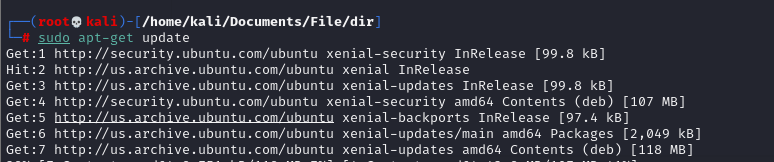 (root💀kali)-[/home/kali/Documents/File/dir]
# sudo apt-get update
Get:1 http://security.ubuntu.com/ubuntu xenial-security InRelease [99.8 kB]
Hit:2 http://us.archive.ubuntu.com/ubuntu xenial InRelease
Get:3 http://us.archive.ubuntu.com/ubuntu xenial-updates InRelease [99.8 kB]
Get:4 http://security.ubuntu.com/ubuntu xenial-security amd64 Contents (deb) [107 MB]
Get:5 http://us.archive.ubuntu.com/ubuntu xenial-backports InRelease [97.4 kB]
Get:6 http://us.archive.ubuntu.com/ubuntu xenial-updates/main amd64 Packages [2,049 kB]
Get:7 http://us.archive.ubuntu.com/ubuntu xenial-updates amd64 Contents (deb) [118 MB]